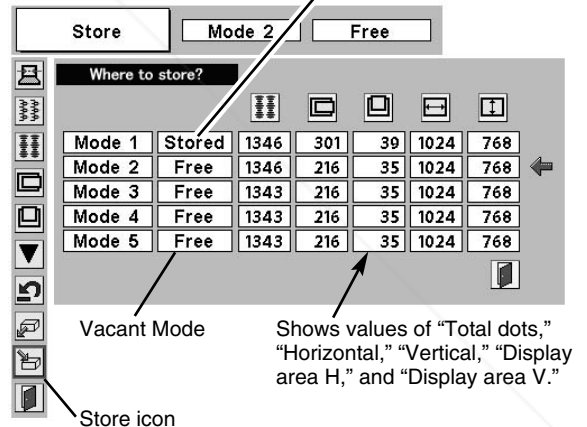 Store Mode 2 Free
Where to store?
Mode 1 Stored 1346 301 39 1024 768
Mode 2 Free 1346 216 35 1024 768
Mode 3 Free 1343 216 35 1024 768
Mode 4 Free 1343 216 35 1024 768
Mode 5 Free 1343 216 35 1024 768
Vacant Mode
Shows values of “Total dots,”
“Horizontal,” “Vertical,” “Display
area H,” and “Display area V.”
Store icon